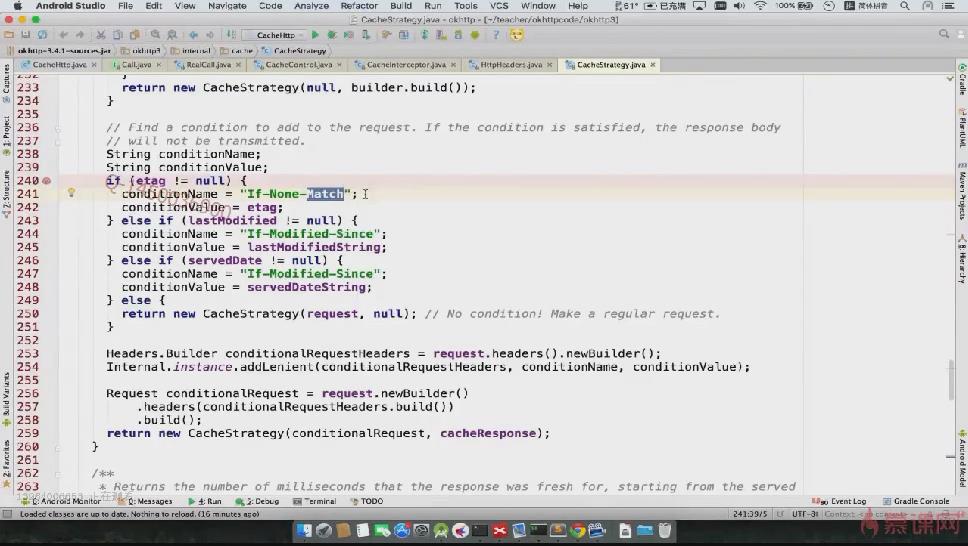 Android Studio File Edit View Navigate Code Analyze Refactor Build Run Tools VCS Window Help 61° 已充满 100% 简体拼音
CacheStrategy.java - okhttp - [~/teacher/okhttpcode/okhttp3]
CacheHttp
okhttp-3.4.1-sources.jar okhttp3 internal cache CacheStrategy
CacheHttp.java Call.java RealCall.java CacheControl.java CacheInterceptor.java HttpHeaders.java CacheStrategy.java
Captures
1: Project
Z: Structure
Build Variants
2: Favorites
Gradle
PlantUML
Maven Projects
Hierarchy
Android Model
232 }
233 return new CacheStrategy(null, builder.build());
234 }
235
236 // Find a condition to add to the request. If the condition is satisfied, the response body
237 // will not be transmitted.
238 String conditionName;
239 String conditionValue;
240 if (etag != null) {
241 conditionName = "If-None-Match";
242 conditionValue = etag;
243 } else if (lastModified != null) {
244 conditionName = "If-Modified-Since";
245 conditionValue = lastModifiedString;
246 } else if (servedDate != null) {
247 conditionName = "If-Modified-Since";
248 conditionValue = servedDateString;
249 } else {
250 return new CacheStrategy(request, null); // No condition! Make a regular request.
251 }
252
253 Headers.Builder conditionalRequestHeaders = request.headers().newBuilder();
254 Internal.instance.addLenient(conditionalRequestHeaders, conditionName, conditionValue);
255
256 Request conditionalRequest = request.newBuilder()
257 .headers(conditionalRequestHeaders.build())
258 .build();
259 return new CacheStrategy(conditionalRequest, cacheResponse);
260 }
261
262 /**
263 * Returns the number of milliseconds that the response was fresh for, starting from the served
6: Android Monitor 0: Messages 4: Run 5: Debug Terminal TODO Event Log Gradle Console
Loaded classes are up to date. Nothing to reload. (16 minutes ago) 241:39/5 UTF-8
慕课网